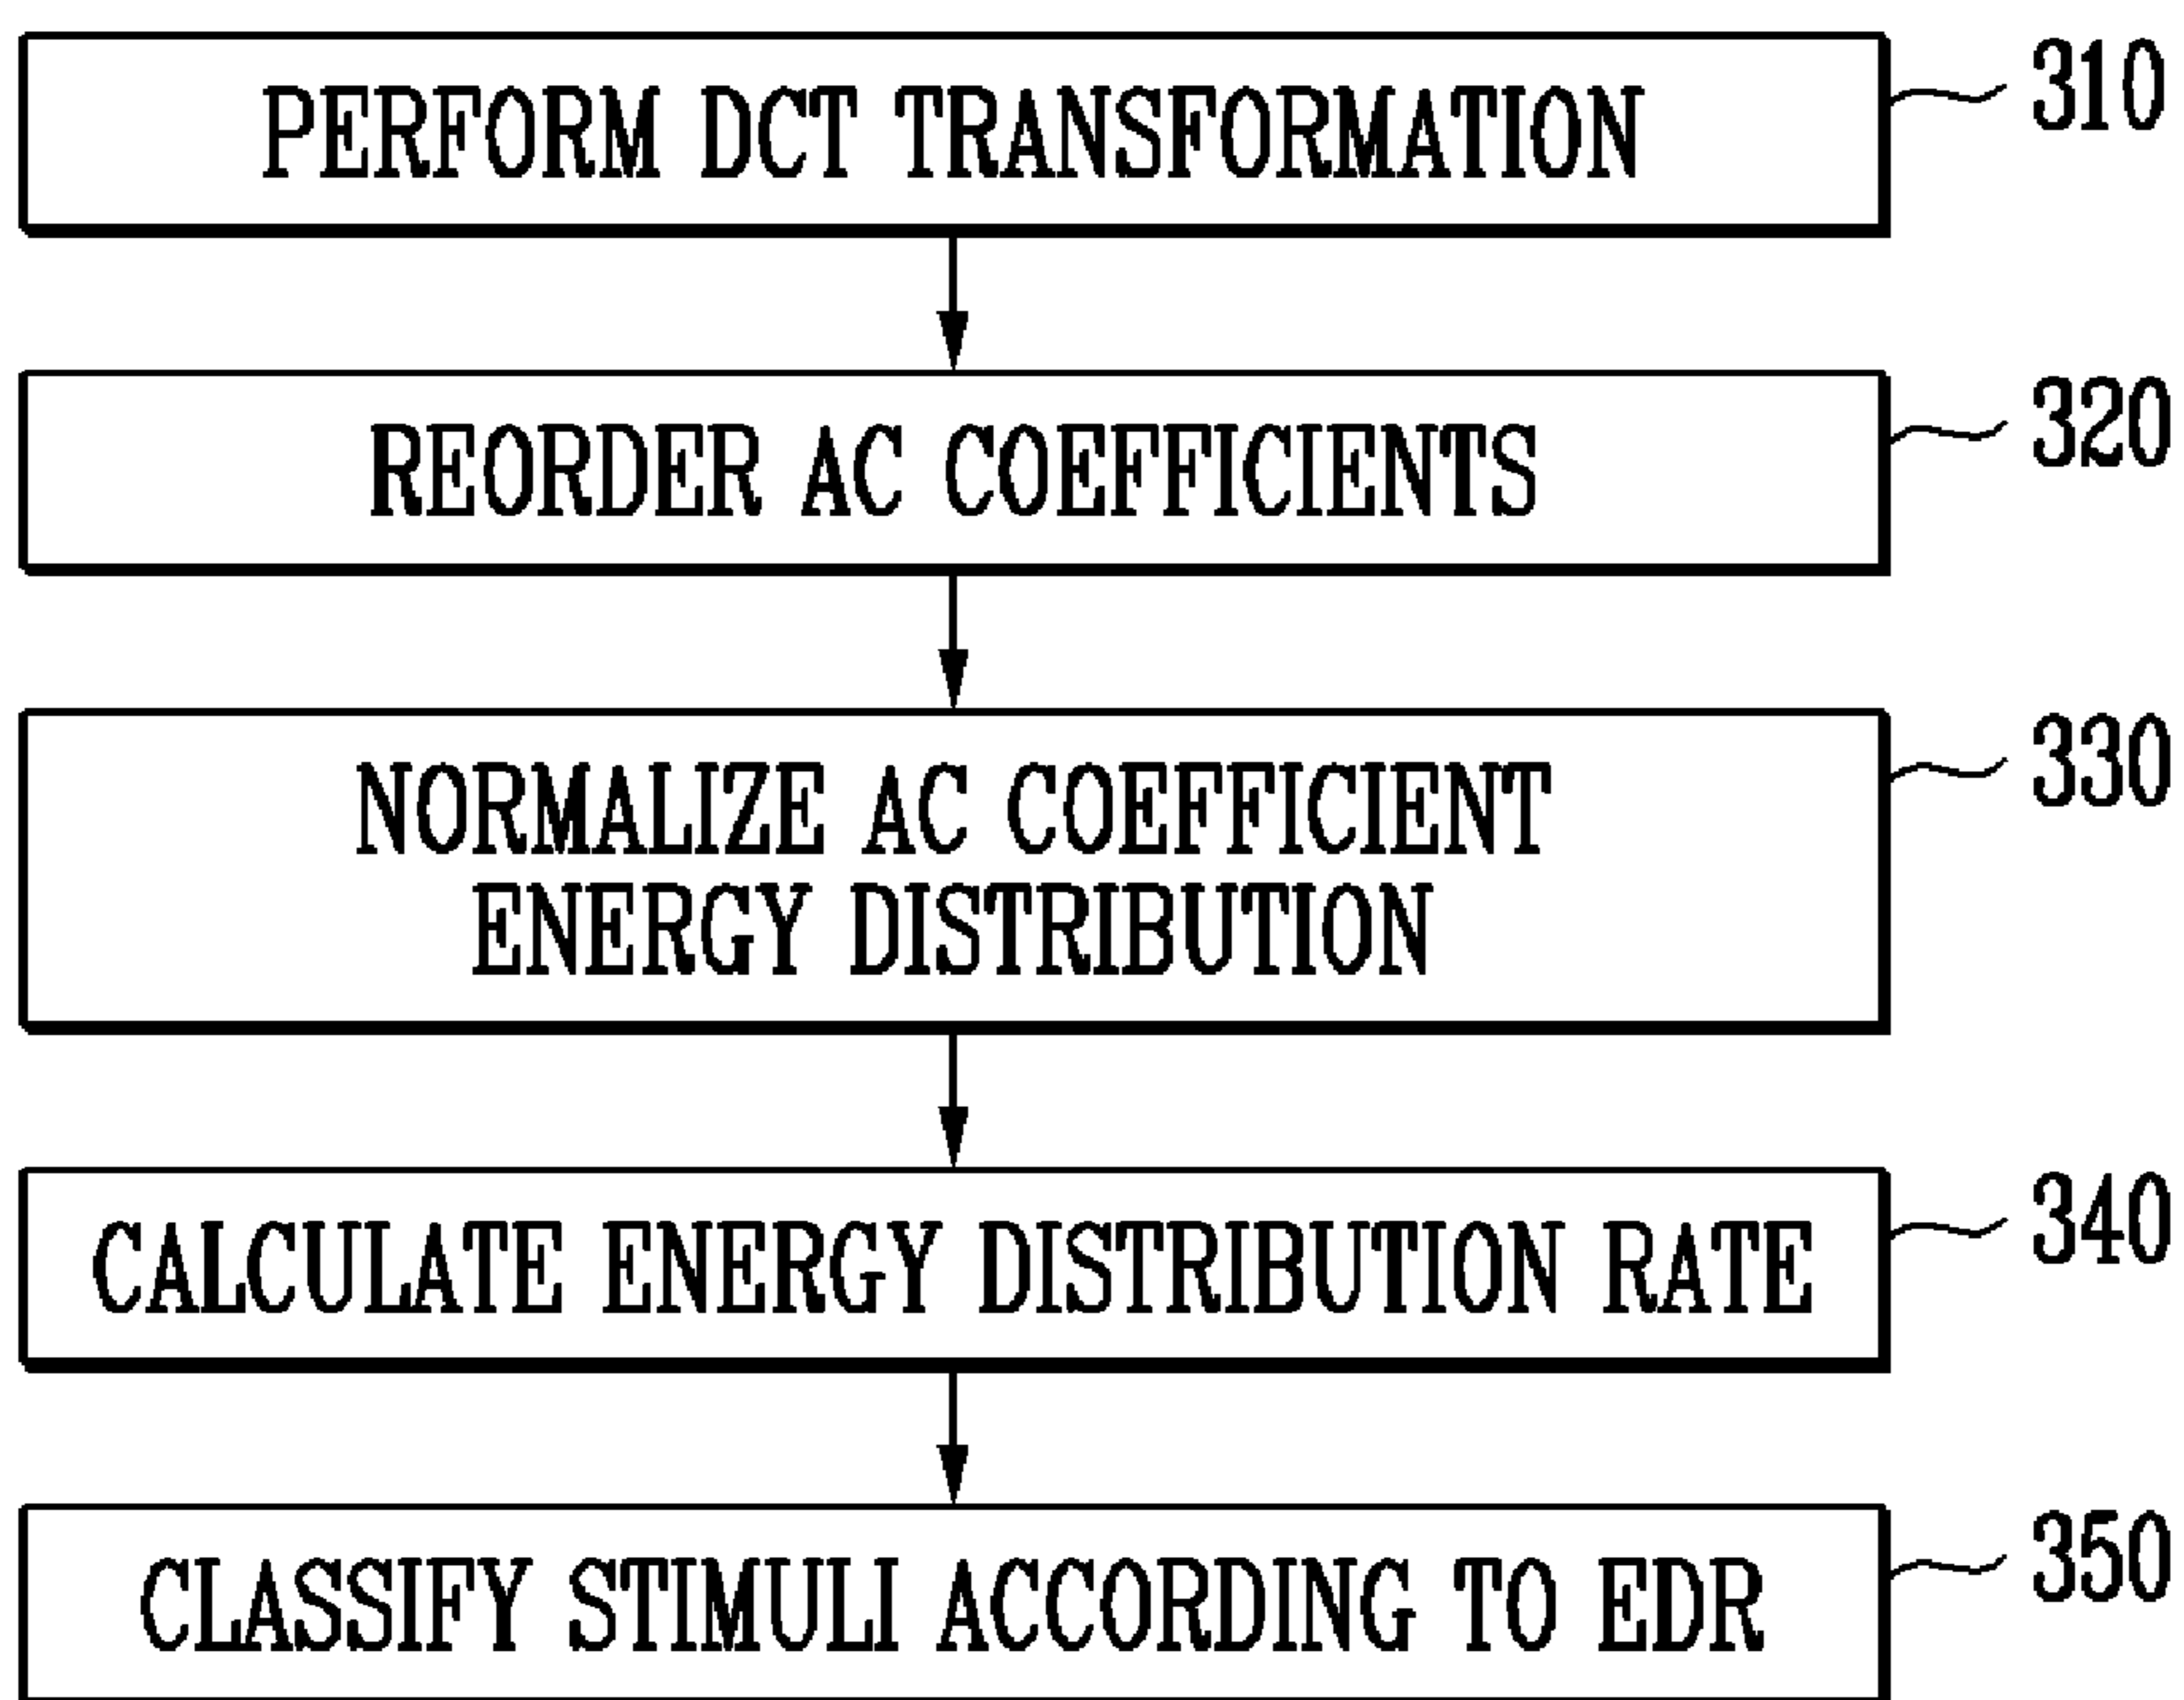 PERFORM DCT TRANSFORMATION
310
REORDER AC COEFFICIENTS
320
NORMALIZE AC COEFFICIENT
ENERGY DISTRIBUTION
330
CALCULATE ENERGY DISTRIBUTION RATE
340
CLASSIFY STIMULI ACCORDING TO EDR
350